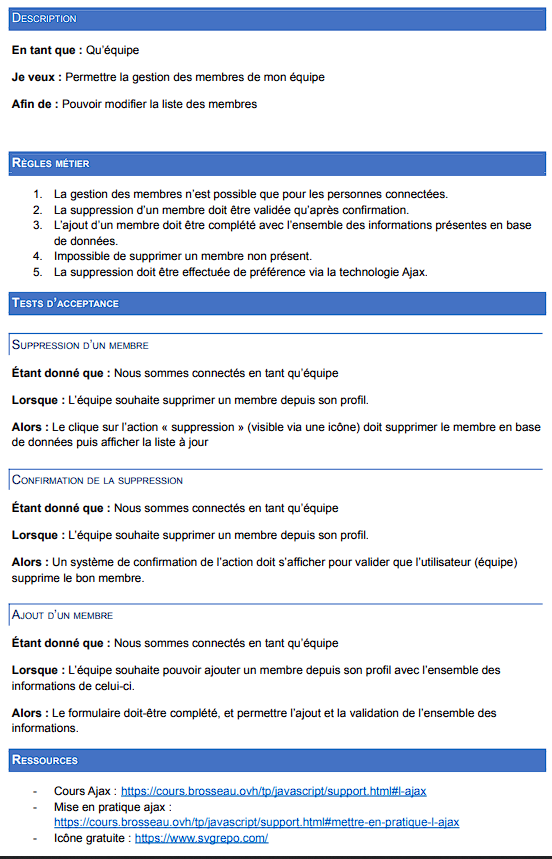 DESCRIPTION
En tant que : Qu'équipe
Je veux : Permettre la gestion des membres de mon équipe
Afin de : Pouvoir modifier la liste des membres
RÈGLES MÉTIER
1. La gestion des membres n'est possible que pour les personnes connectées.
2. La suppression d'un membre doit être validée qu'après confirmation.
3. L'ajout d'un membre doit être complété avec l'ensemble des informations présentes en base
de données.
4. Impossible de supprimer un membre non présent.
5. La suppression doit être effectuée de préférence via la technologie Ajax.
TESTS D'ACCEPTANCE
SUPPRESSION D'UN MEMBRE
Étant donné que : Nous sommes connectés en tant qu'équipe
Lorsque : L'équipe souhaite supprimer un membre depuis son profil.
Alors : Le clique sur l'action « suppression » (visible via une icône) doit supprimer le membre en base
de données puis afficher la liste à jour
CONFIRMATION DE LA SUPPRESSION
Étant donné que : Nous sommes connectés en tant qu'équipe
Lorsque : L'équipe souhaite supprimer un membre depuis son profil.
Alors : Un système de confirmation de l'action doit s'afficher pour valider que l'utilisateur (équipe)
supprime le bon membre.
AJOUT D'UN MEMBRE
Étant donné que : Nous sommes connectés en tant qu'équipe
Lorsque : L'équipe souhaite pouvoir ajouter un membre depuis son profil avec l'ensemble des
informations de celui-ci.
Alors : Le formulaire doit-être complété, et permettre l'ajout et la validation de l'ensemble des
informations.
RESSOURCES
- Cours Ajax : https://cours.brosseau.ovh/tp/javascript/support.html#l-ajax
- Mise en pratique ajax :
https://cours.brosseau.ovh/tp/javascript/support.html#mettre-en-pratique-l-ajax
- Icône gratuite : https://www.svgrepo.com/